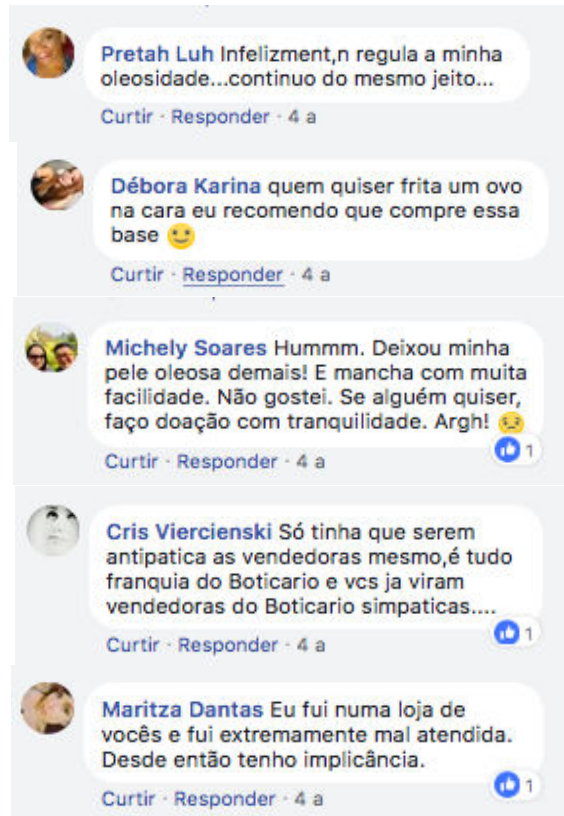 Pretah Luh Infelizment,n regula a minha
oleosidade...continuo do mesmo jeito...
Curtir · Responder · 4 a
Débora Karina quem quiser frita um ovo
na cara eu recomendo que compre essa
base 🙂
Curtir · Responder · 4 a
Michely Soares Hummm. Deixou minha
pele oleosa demais! E mancha com muita
facilidade. Não gostei. Se alguém quiser,
faço doação com tranquilidade. Argh! 😣
1
Curtir · Responder · 4 a
Cris Viercienski Só tinha que serem
antipatica as vendedoras mesmo,é tudo
franquia do Boticario e vcs ja viram
vendedoras do Boticario simpaticas....
1
Curtir · Responder · 4 a
Maritza Dantas Eu fui numa loja de
vocês e fui extremamente mal atendida.
Desde então tenho implicância.
1
Curtir · Responder · 4 a